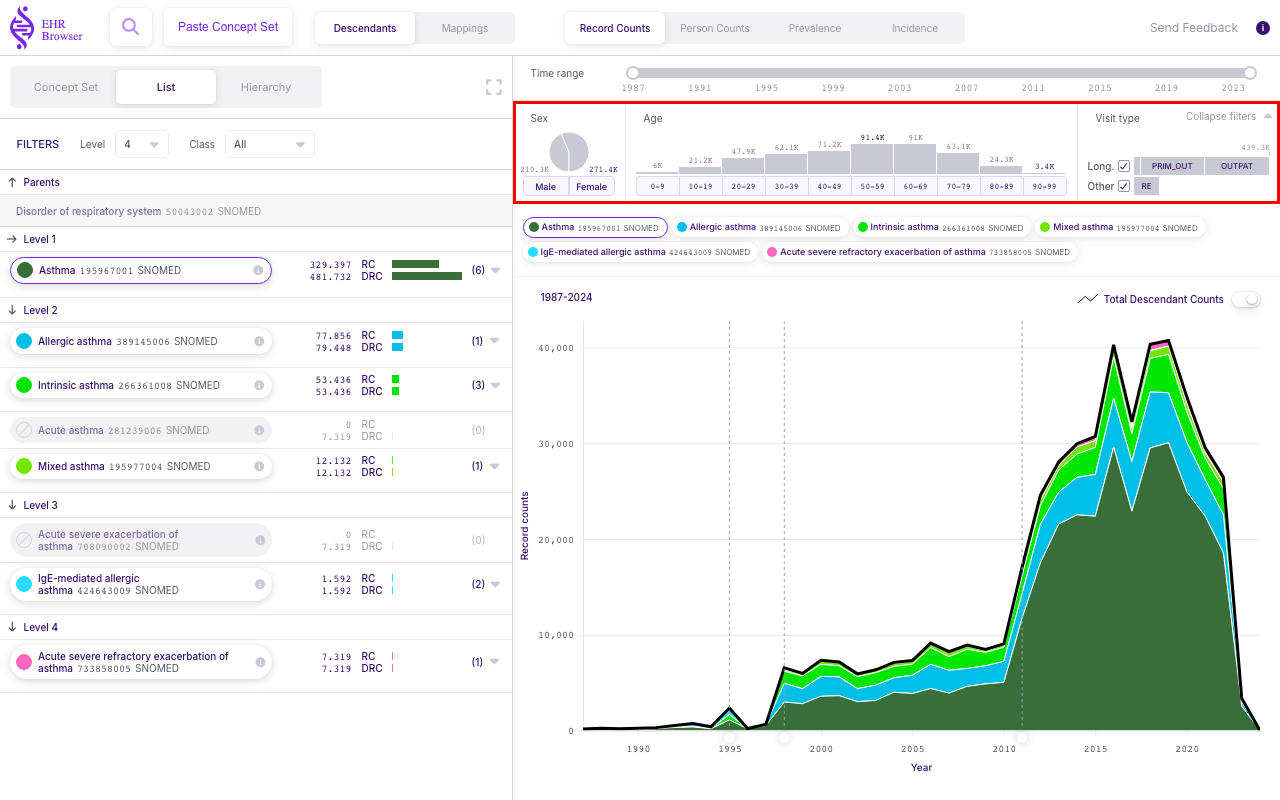 EHR
Browser
Paste Concept Set
Descendants
Mappings
Record Counts
Person Counts
Prevalence
Incidence
Send Feedback
i
Concept Set
List
Hierarchy
FILTERS
Level
4
Class
All
Parents
Disorder of respiratory system 50043002 SNOMED
Level 1
Asthma 195967001 SNOMED
329.397 RC
481.732 DRC
(6)
Level 2
Allergic asthma 389145006 SNOMED
77.856 RC
79.448 DRC
(1)
Intrinsic asthma 266361008 SNOMED
53.436 RC
53.436 DRC
(3)
Acute asthma 281239006 SNOMED
0 RC
7.319 DRC
(0)
Mixed asthma 195977004 SNOMED
12.132 RC
12.132 DRC
(1)
Level 3
Acute severe exacerbation of
asthma 708090002 SNOMED
0 RC
7.319 DRC
(0)
IgE-mediated allergic
asthma 424643009 SNOMED
1.592 RC
1.592 DRC
(2)
Level 4
Acute severe refractory exacerbation of
asthma 733858005 SNOMED
7.319 RC
7.319 DRC
(1)
Time range
1987 1991 1995 1999 2003 2007 2011 2015 2019 2023
Sex
210.3K 271.4K
Male Female
Age
6K 21.2K 47.9K 62.1K 71.2K 91.4K 91K 63.1K 24.3K 3.4K
0-9 10-19 20-29 30-39 40-49 50-59 60-69 70-79 80-89 90-99
Visit type
Collapse filters
439.3K
Long. PRIM_OUT OUTPAT
Other RE
Asthma 195967001 SNOMED
Allergic asthma 389145006 SNOMED
Intrinsic asthma 266361008 SNOMED
Mixed asthma 195977004 SNOMED
IgE-mediated allergic asthma 424643009 SNOMED
Acute severe refractory exacerbation of asthma 733858005 SNOMED
1987-2024
Total Descendant Counts
Record counts
40,000
30,000
20,000
10,000
0
1990 1995 2000 2005 2010 2015 2020
Year